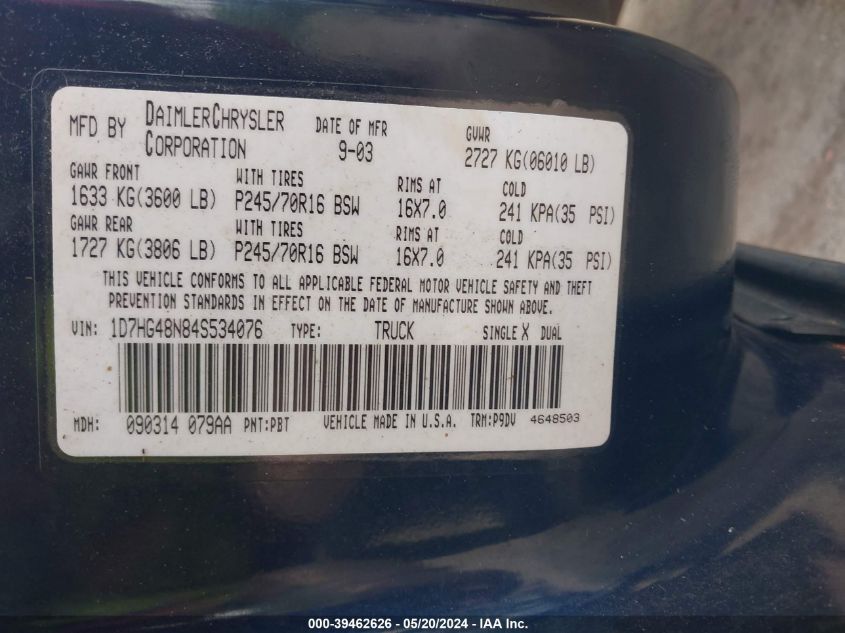 MFD BY DAIMLERCHRYSLER CORPORATION DATE OF MFR 9-03 GVWR 2727 KG(06010 LB)
GAWR FRONT WITH TIRES RIMS AT COLD
1633 KG(3600 LB) P245/70R16 BSW 16X7.0 241 KPA(35 PSI)
GAWR REAR WITH TIRES RIMS AT COLD
1727 KG(3806 LB) P245/70R16 BSW 16X7.0 241 KPA(35 PSI)
THIS VEHICLE CONFORMS TO ALL APPLICABLE FEDERAL MOTOR VEHICLE SAFETY AND THEFT
PREVENTION STANDARDS IN EFFECT ON THE DATE OF MANUFACTURE SHOWN ABOVE.
VIN: 1D7HG48N84S534076 TYPE: TRUCK SINGLE X DUAL
MDH: 090314 079AA PNT:PBT VEHICLE MADE IN U.S.A. TRM:P9DV 4648503
000-39462626 - 05/20/2024 - IAA Inc.